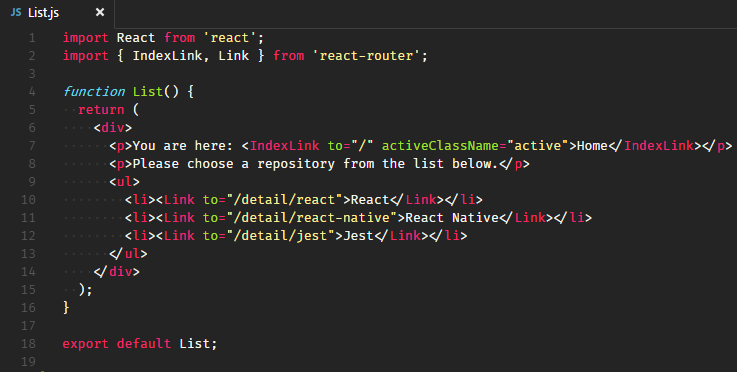 JS List.js ×
1 import React from 'react';
2 import { IndexLink, Link } from 'react-router';
3
4 function List() {
5   return (
6     <div>
7       <p>You are here: <IndexLink to="/" activeClassName="active">Home</IndexLink></p>
8       <p>Please choose a repository from the list below.</p>
9       <ul>
10         <li><Link to="/detail/react">React</Link></li>
11         <li><Link to="/detail/react-native">React Native</Link></li>
12         <li><Link to="/detail/jest">Jest</Link></li>
13       </ul>
14     </div>
15   );
16 }
17
18 export default List;
19